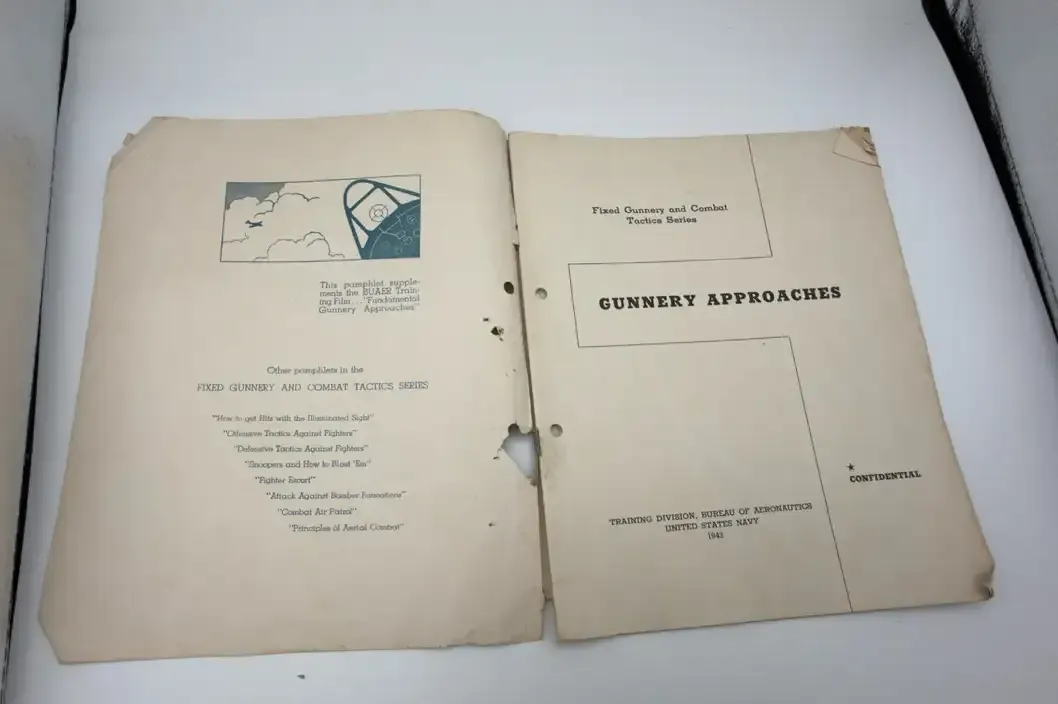 This pamphlet supple-
ments the BUAER Train-
ing Film... "Fundamental
Gunnery Approaches"
Other pamphlets in the
FIXED GUNNERY AND COMBAT TACTICS SERIES
"How to get Hits with the Illuminated Sight"
"Offensive Tactics Against Fighters"
"Defensive Tactics Against Fighters"
"Snoopers and How to Blast 'Em"
"Fighter Escort"
"Attack Against Bomber Formations"
"Combat Air Patrol"
"Principles of Aerial Combat"
Fixed Gunnery and Combat
Tactics Series
GUNNERY APPROACHES
★
CONFIDENTIAL
TRAINING DIVISION, BUREAU OF AERONAUTICS
UNITED STATES NAVY
1943